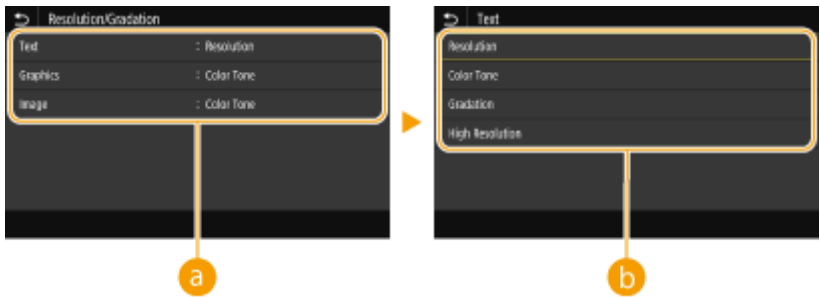 Resolution/Gradation
Text : Resolution
Graphics : Color Tone
Image : Color Tone
a
Text
Resolution
Color Tone
Gradation
High Resolution
b